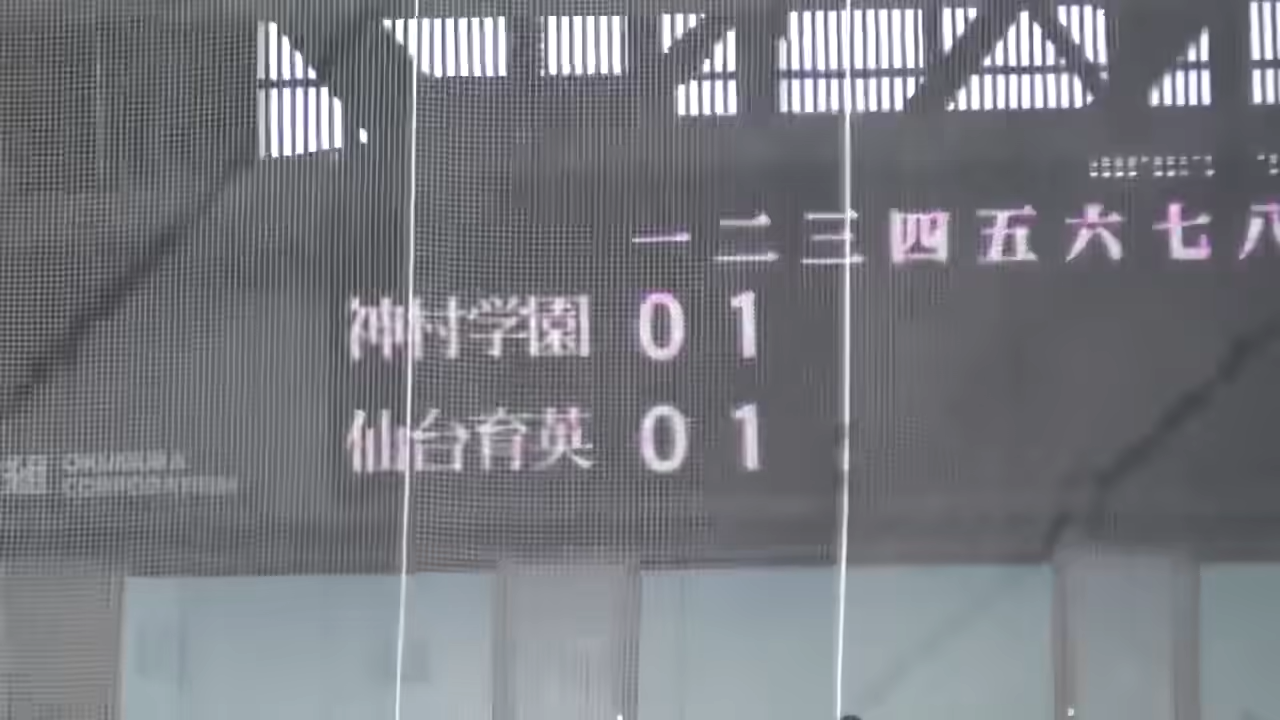 一 二 三 四 五 六 七 八
神村学園 0 1
仙台育英 0 1